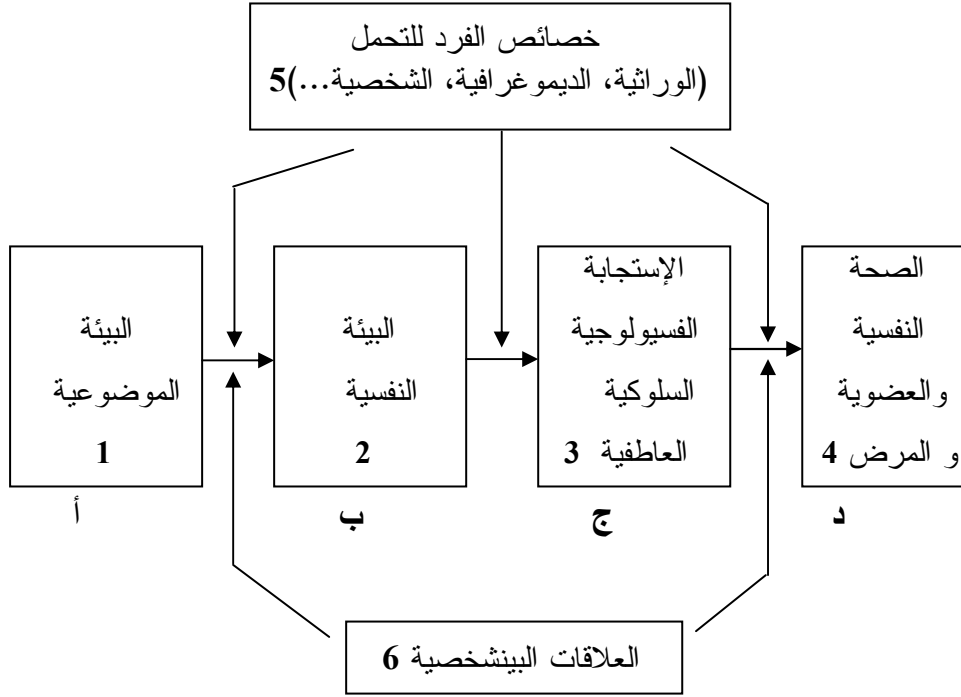 خصائص الفرد للتحمل
(الوراثية، الديموغرافية، الشخصية...)5
البيئة
الموضوعية
1
أ
البيئة
النفسية
2
ب
الإستجابة
الفسيولوجية
السلوكية
العاطفية 3
ج
الصحة
النفسية
والعضوية
و المرض 4
د
العلاقات البينشخصية 6